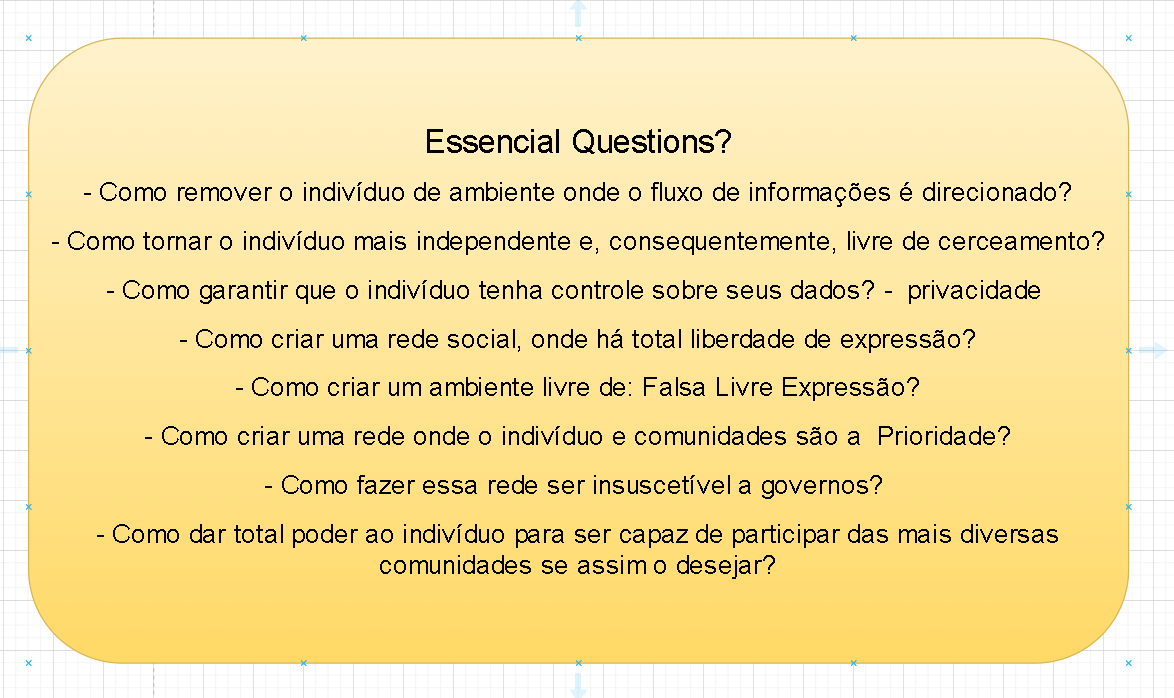 Essencial Questions?
- Como remover o indivíduo de ambiente onde o fluxo de informações é direcionado?
- Como tornar o indivíduo mais independente e, consequentemente, livre de cerceamento?
- Como garantir que o indivíduo tenha controle sobre seus dados? - privacidade
- Como criar uma rede social, onde há total liberdade de expressão?
- Como criar um ambiente livre de: Falsa Livre Expressão?
- Como criar uma rede onde o indivíduo e comunidades são a Prioridade?
- Como fazer essa rede ser insuscetível a governos?
- Como dar total poder ao indivíduo para ser capaz de participar das mais diversas
comunidades se assim o desejar?